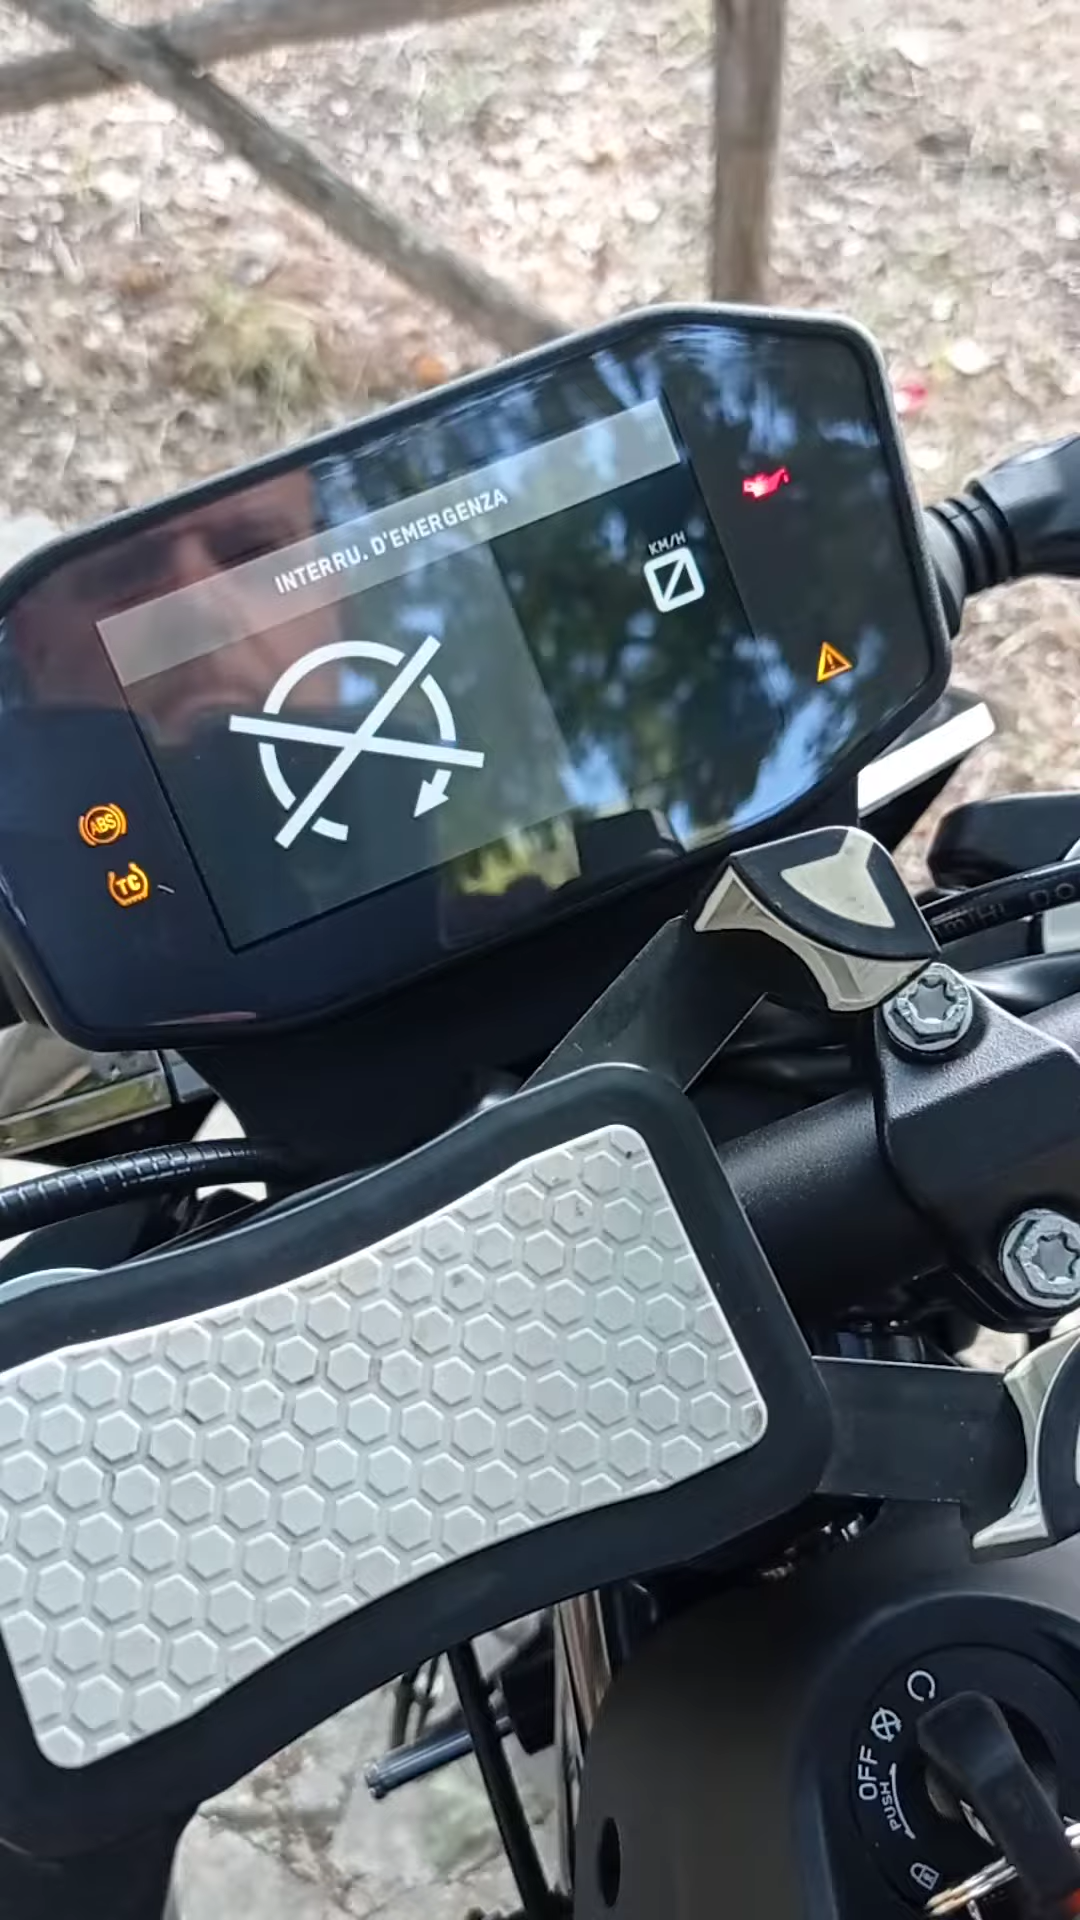 INTERRU. D'EMERGENZA
KM/H
ABS
TC
OFF
PUSH